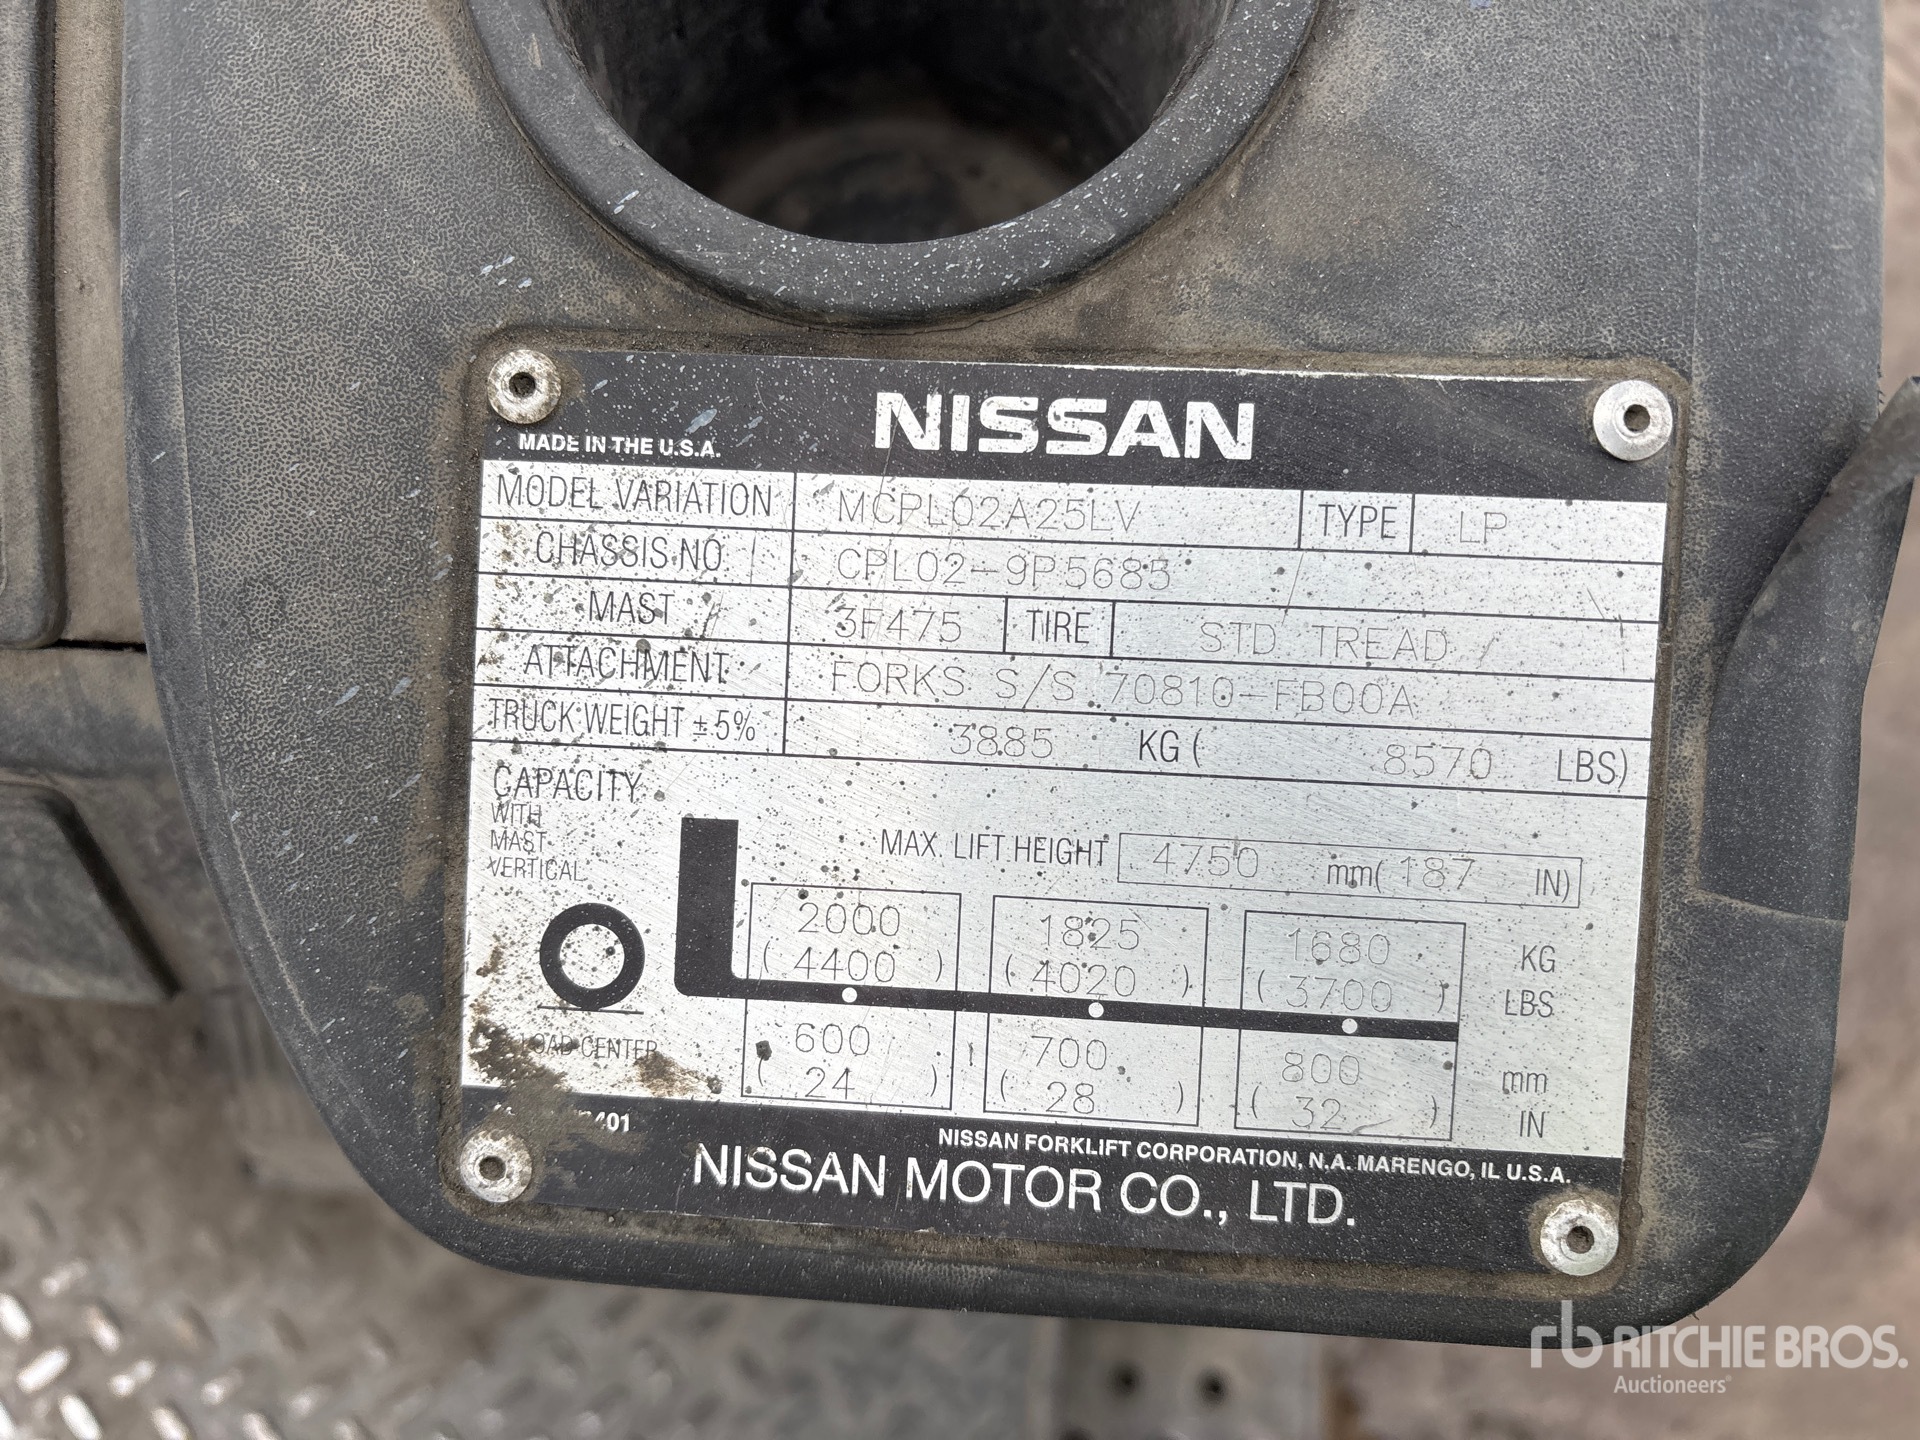 NISSAN
MADE IN THE U.S.A.
MODEL VARIATION MCPL02A25LV TYPE LP
CHASSIS NO. CPL02-9P5685
MAST 3F475 TIRE STD TREAD
ATTACHMENT FORKS S/S 70810-FB00A
TRUCK WEIGHT ± 5% 3885 KG ( 8570 LBS)
CAPACITY
WITH
MAST
VERTICAL
MAX. LIFT HEIGHT 4750 mm( 187 IN)
2000 1825 1680 KG
( 4400 ) ( 4020 ) ( 3700 ) LBS
LOAD CENTER 600 700 800 mm
( 24 ) ( 28 ) ( 32 ) IN
NISSAN FORKLIFT CORPORATION, N.A. MARENGO, IL U.S.A.
NISSAN MOTOR CO., LTD.
rb RITCHIE BROS.
Auctioneers